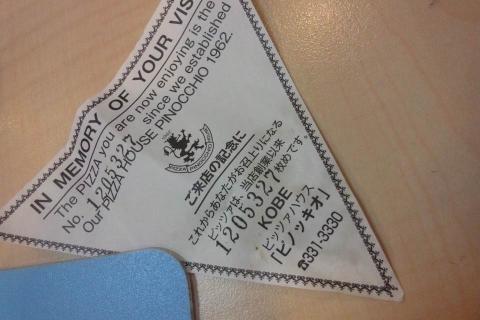 IN MEMORY OF YOUR VIS
The PIZZA you are now enjoying is the
No. 1205327 since we established
Our PIZZA HOUSE PINOCCHIO 1962.
ご来店の記念に
これからあなたがお召上りになる
ピッツァは、当店創業以来
1205327枚めです。
KOBE
ピッツァハウス
「ピノッキオ」
☎331-3330